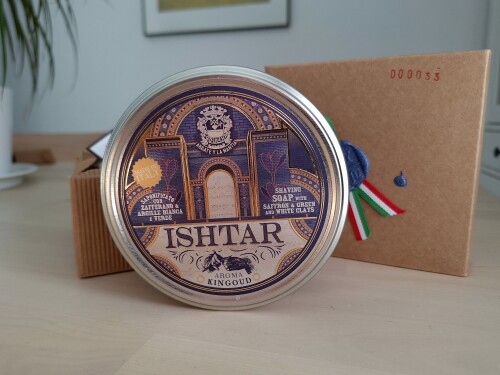 000033
SAPONIFICATO
CON
ZAFFERANO &
ARGILLE BIANCA
E VERDE
SHAVING
SOAP WITH
SAFFRON & GREEN
AND WHITE CLAYS
ISHTAR
AROMA
KINGOUD